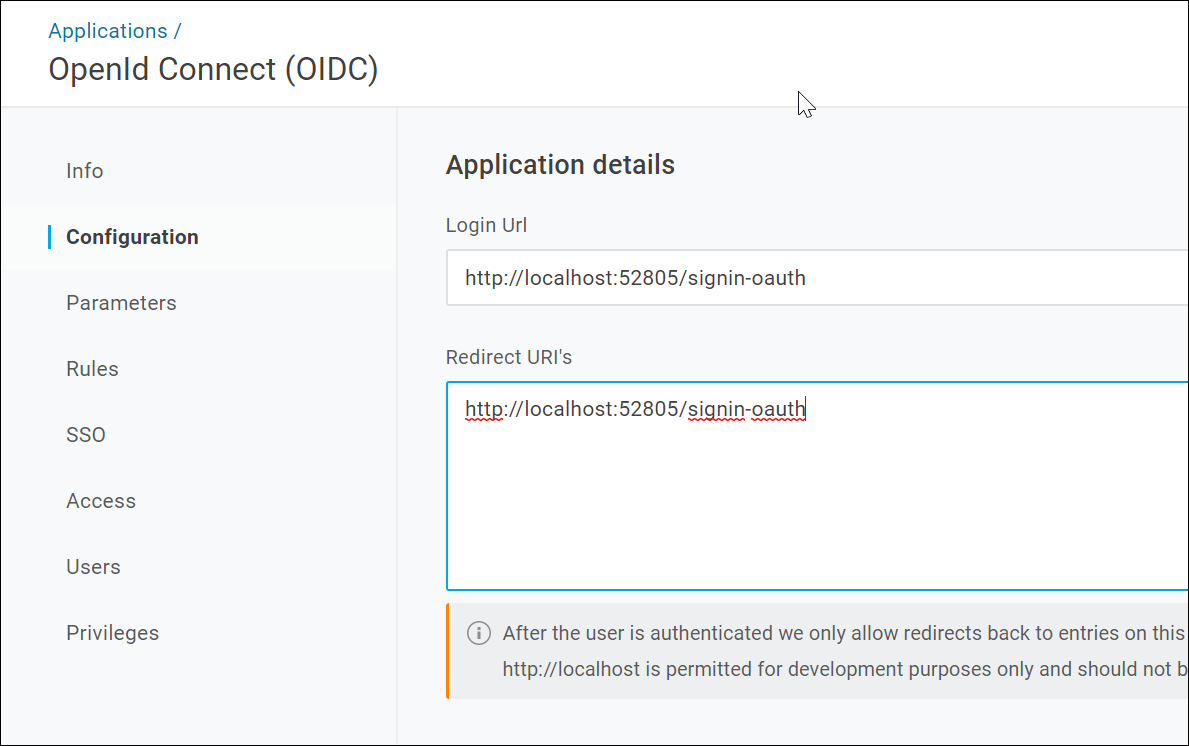 Applications /
OpenId Connect (OIDC)
Info
Configuration
Parameters
Rules
SSO
Access
Users
Privileges
Application details
Login Url
http://localhost:52805/signin-oauth
Redirect URI's
http://localhost:52805/signin-oauth
After the user is authenticated we only allow redirects back to entries on this
http://localhost is permitted for development purposes only and should not b